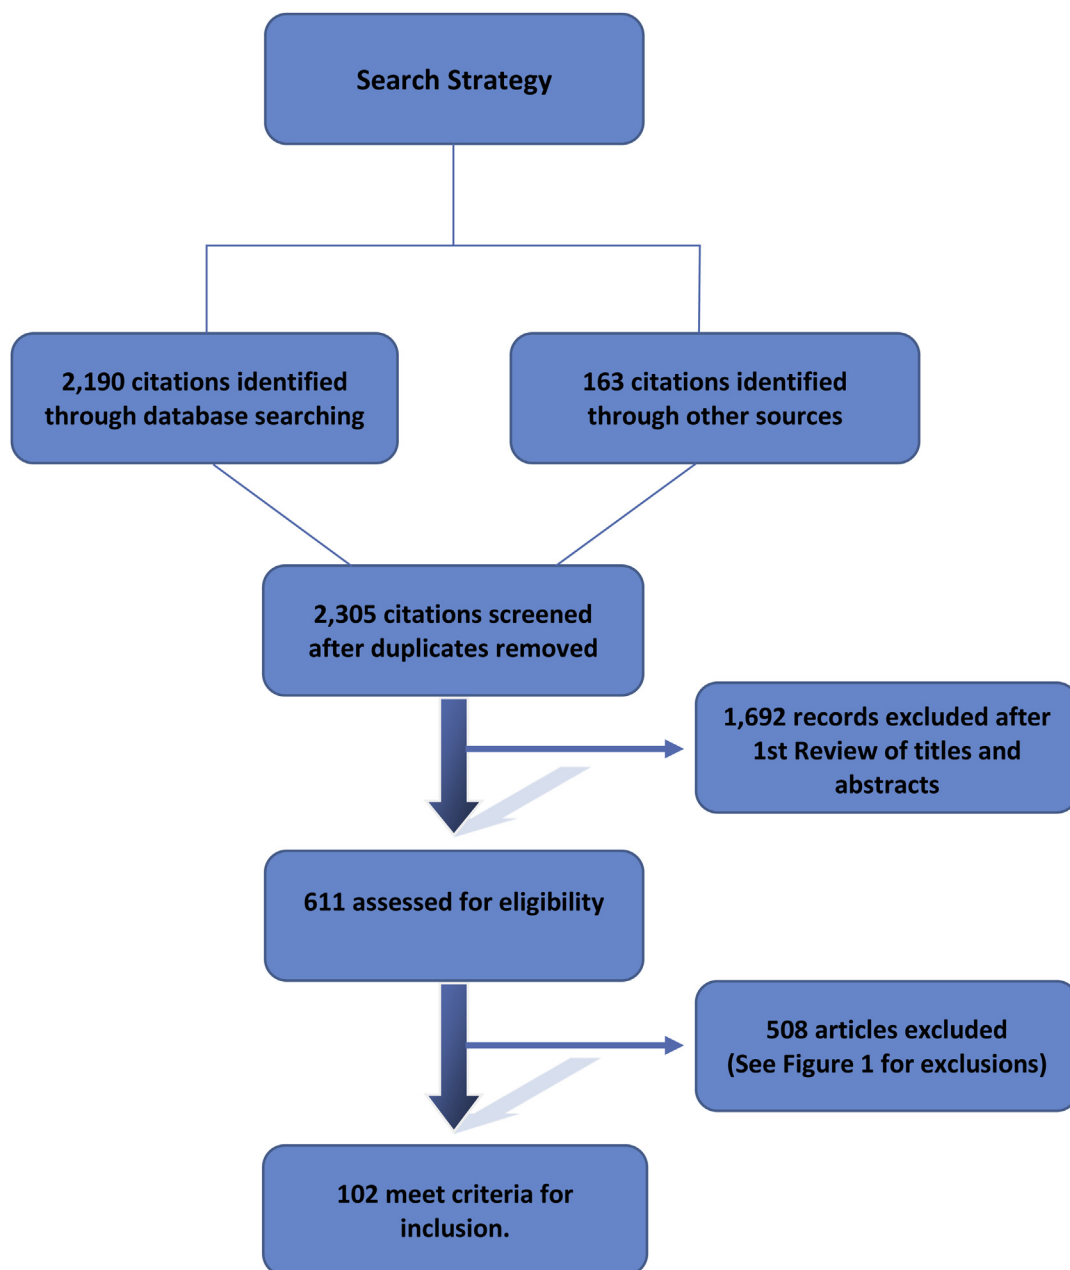 Search Strategy
2,190 citations identified
through database searching
163 citations identified
through other sources
2,305 citations screened
after duplicates removed
1,692 records excluded after
1st Review of titles and
abstracts
611 assessed for eligibility
508 articles excluded
(See Figure 1 for exclusions)
102 meet criteria for
inclusion.